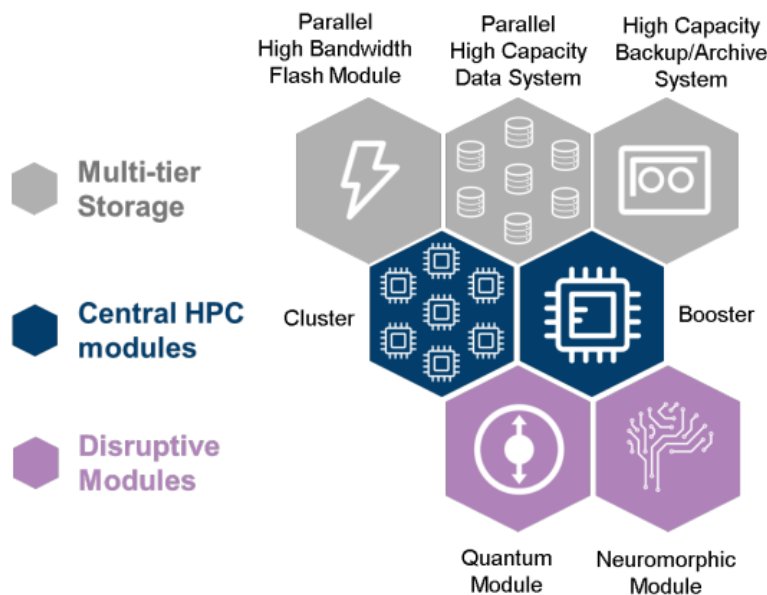 Parallel
High Bandwidth
Flash Module
Parallel
High Capacity
Data System
High Capacity
Backup/Archive
System
Multi-tier
Storage
Central HPC
modules
Cluster
Booster
Disruptive
Modules
Quantum
Module
Neuromorphic
Module